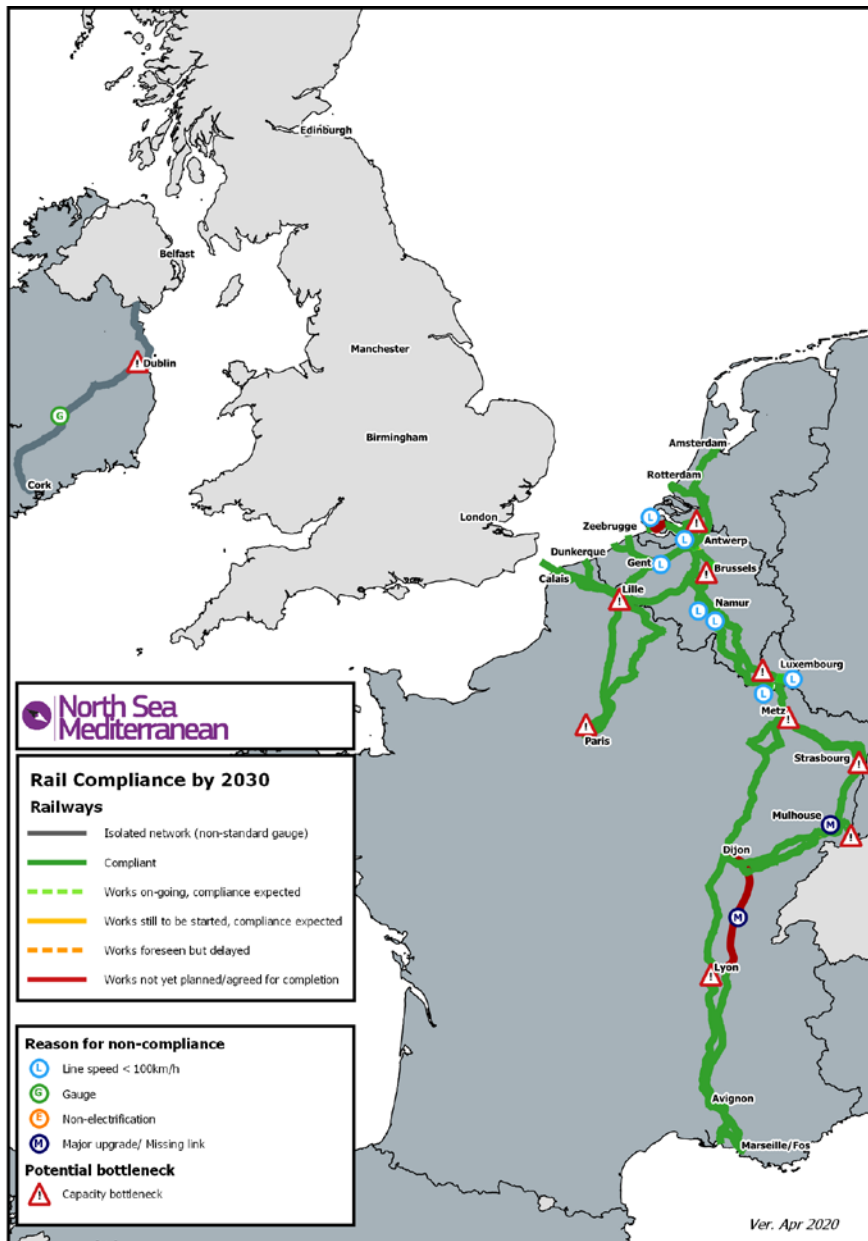 Edinburgh
Belfast
Dublin
Manchester
G
Birmingham
Amsterdam
Rotterdam
Cork
London
Zeebrugge
L
Antwerp
L
Dunkerque
Gent
L
Brussels
Calais
Lille
Namur
L
L
Luxembourg
L
L
Metz
Paris
Strasbourg
Mulhouse
M
Dijon
M
Lyon
Avignon
Marseille/Fos
North Sea
Mediterranean
Rail Compliance by 2030
Railways
Isolated network (non-standard gauge)
Compliant
Works on-going, compliance expected
Works still to be started, compliance expected
Works foreseen but delayed
Works not yet planned/agreed for completion
Reason for non-compliance
L Line speed < 100km/h
G Gauge
E Non-electrification
M Major upgrade/ Missing link
Potential bottleneck
! Capacity bottleneck
Ver. Apr 2020